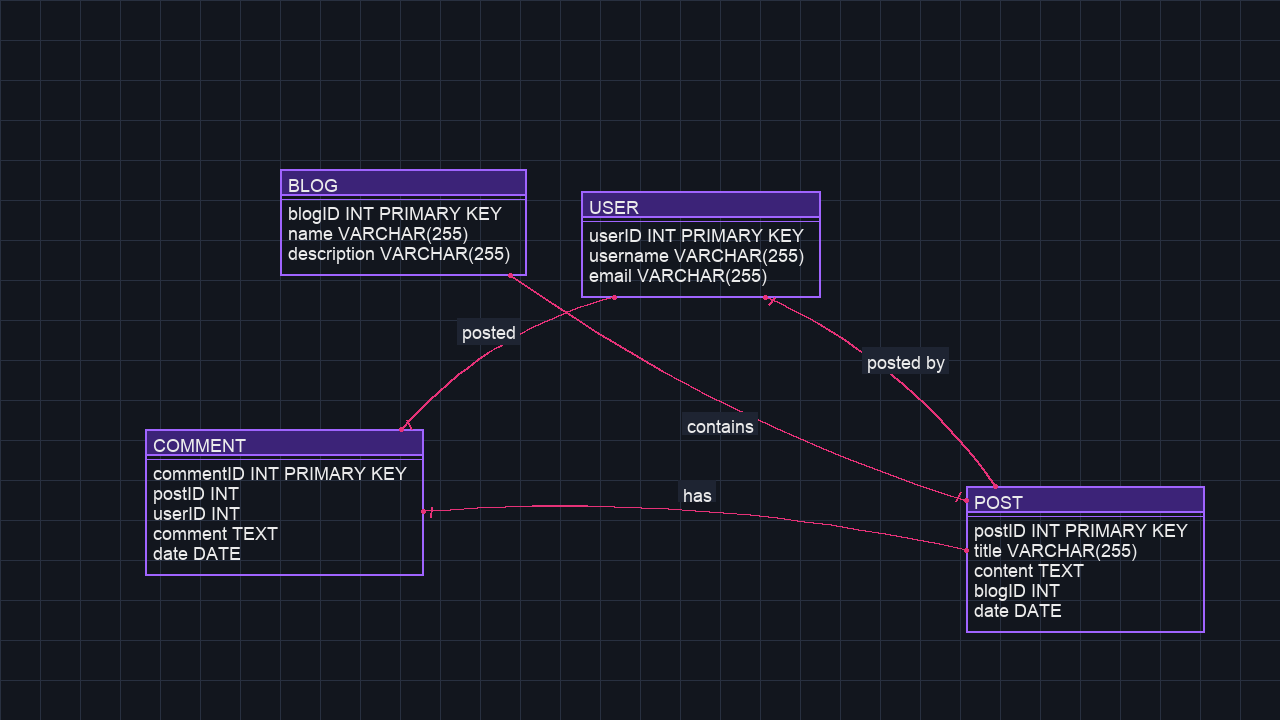 BLOG
blogID INT PRIMARY KEY
name VARCHAR(255)
description VARCHAR(255)
USER
userID INT PRIMARY KEY
username VARCHAR(255)
email VARCHAR(255)
posted
posted by
contains
has
COMMENT
commentID INT PRIMARY KEY
postID INT
userID INT
comment TEXT
date DATE
POST
postID INT PRIMARY KEY
title VARCHAR(255)
content TEXT
blogID INT
date DATE